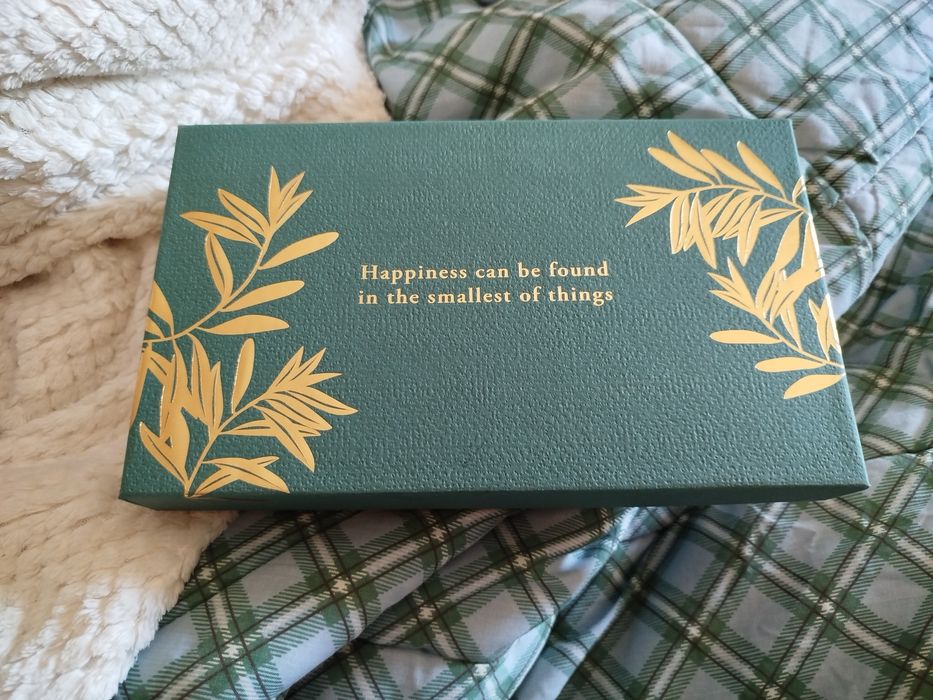 Happiness can be found
in the smallest of things